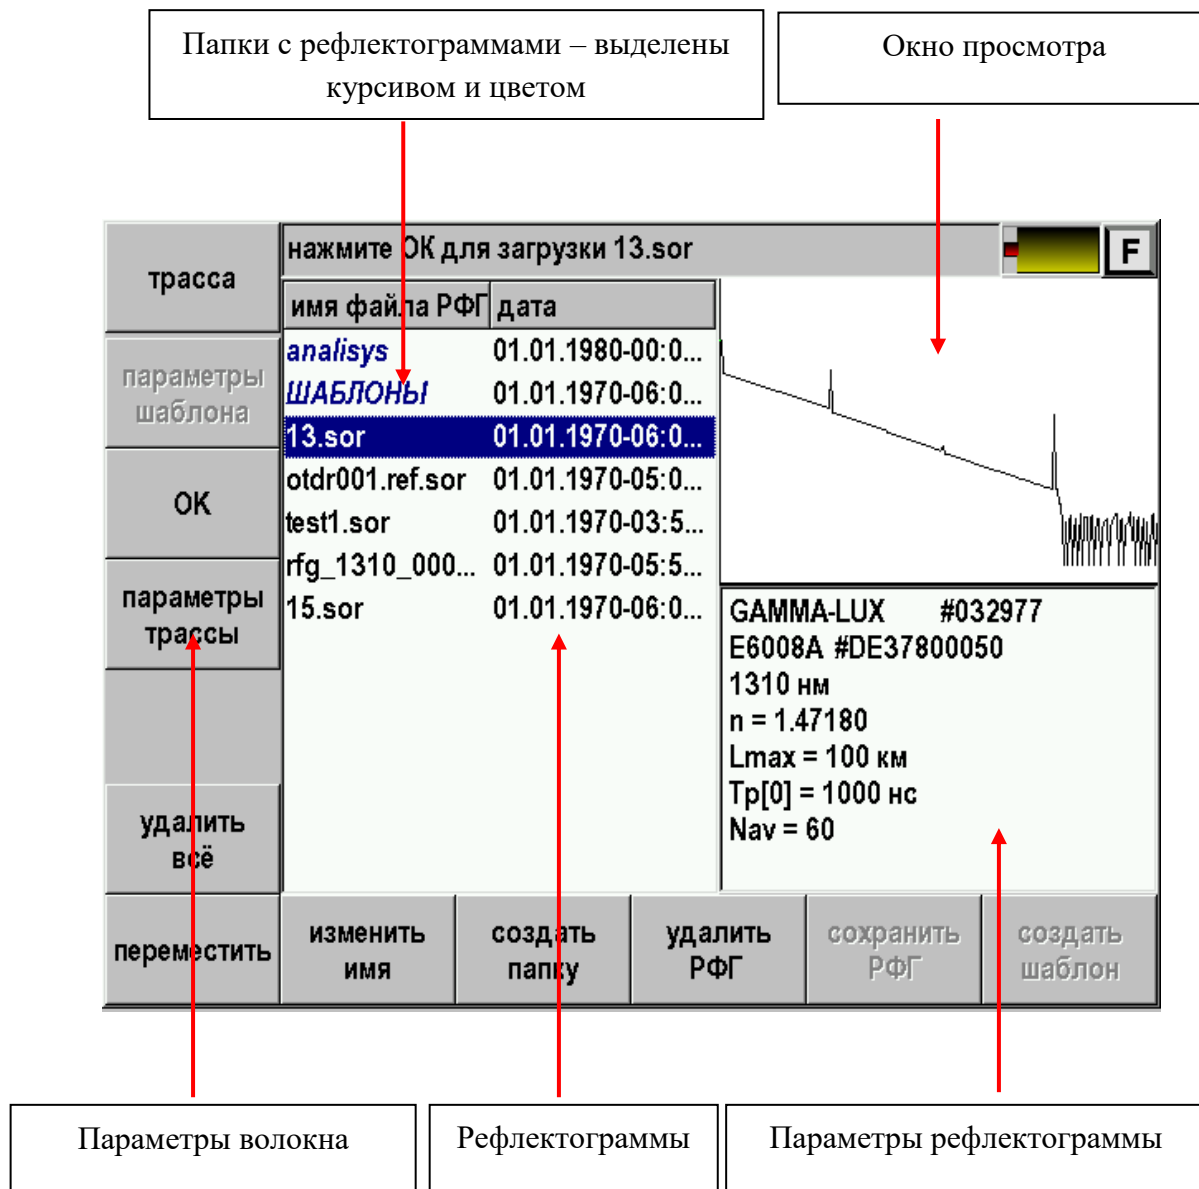 Папки с рефлектограммами – выделены
курсивом и цветом
Окно просмотра
трасса
параметры
шаблона
OK
параметры
трассы
удалить
всё
переместить
нажмите OK для загрузки 13.sor
F
имя файла РФГ дата
analisys 01.01.1980-00:0...
ШАБЛОНЫ 01.01.1970-06:0...
13.sor 01.01.1970-06:0...
otdr001.ref.sor 01.01.1970-05:0...
test1.sor 01.01.1970-03:5...
rfg_1310_000... 01.01.1970-05:5...
15.sor 01.01.1970-06:0...
GAMMA-LUX #032977
E6008A #DE37800050
1310 нм
n = 1.47180
Lmax = 100 км
Tp[0] = 1000 нс
Nav = 60
изменить
имя
создать
папку
удалить
РФГ
сохранить
РФГ
создать
шаблон
Параметры волокна
Рефлектограммы
Параметры рефлектограммы